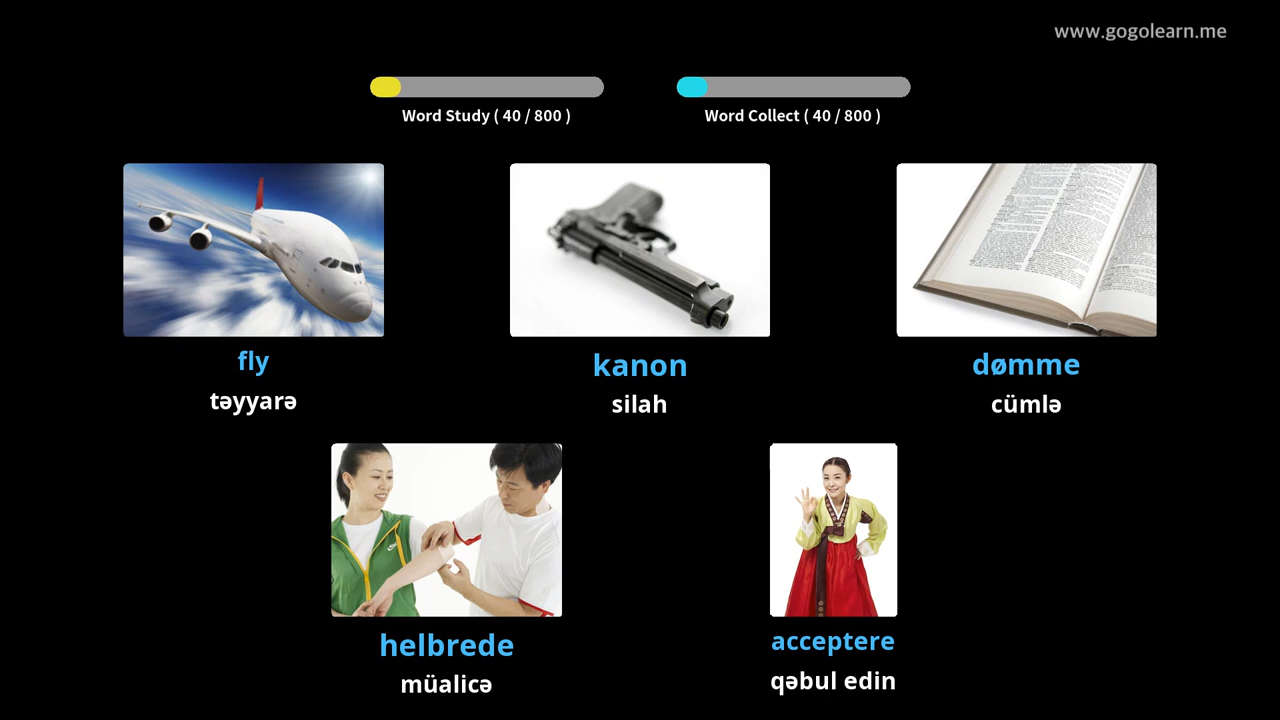 www.gogolearn.me
Word Study ( 40 / 800 )
Word Collect ( 40 / 800 )
fly
təyyarə
kanon
silah
dømme
cümlə
helbrede
müalicə
acceptere
qəbul edin